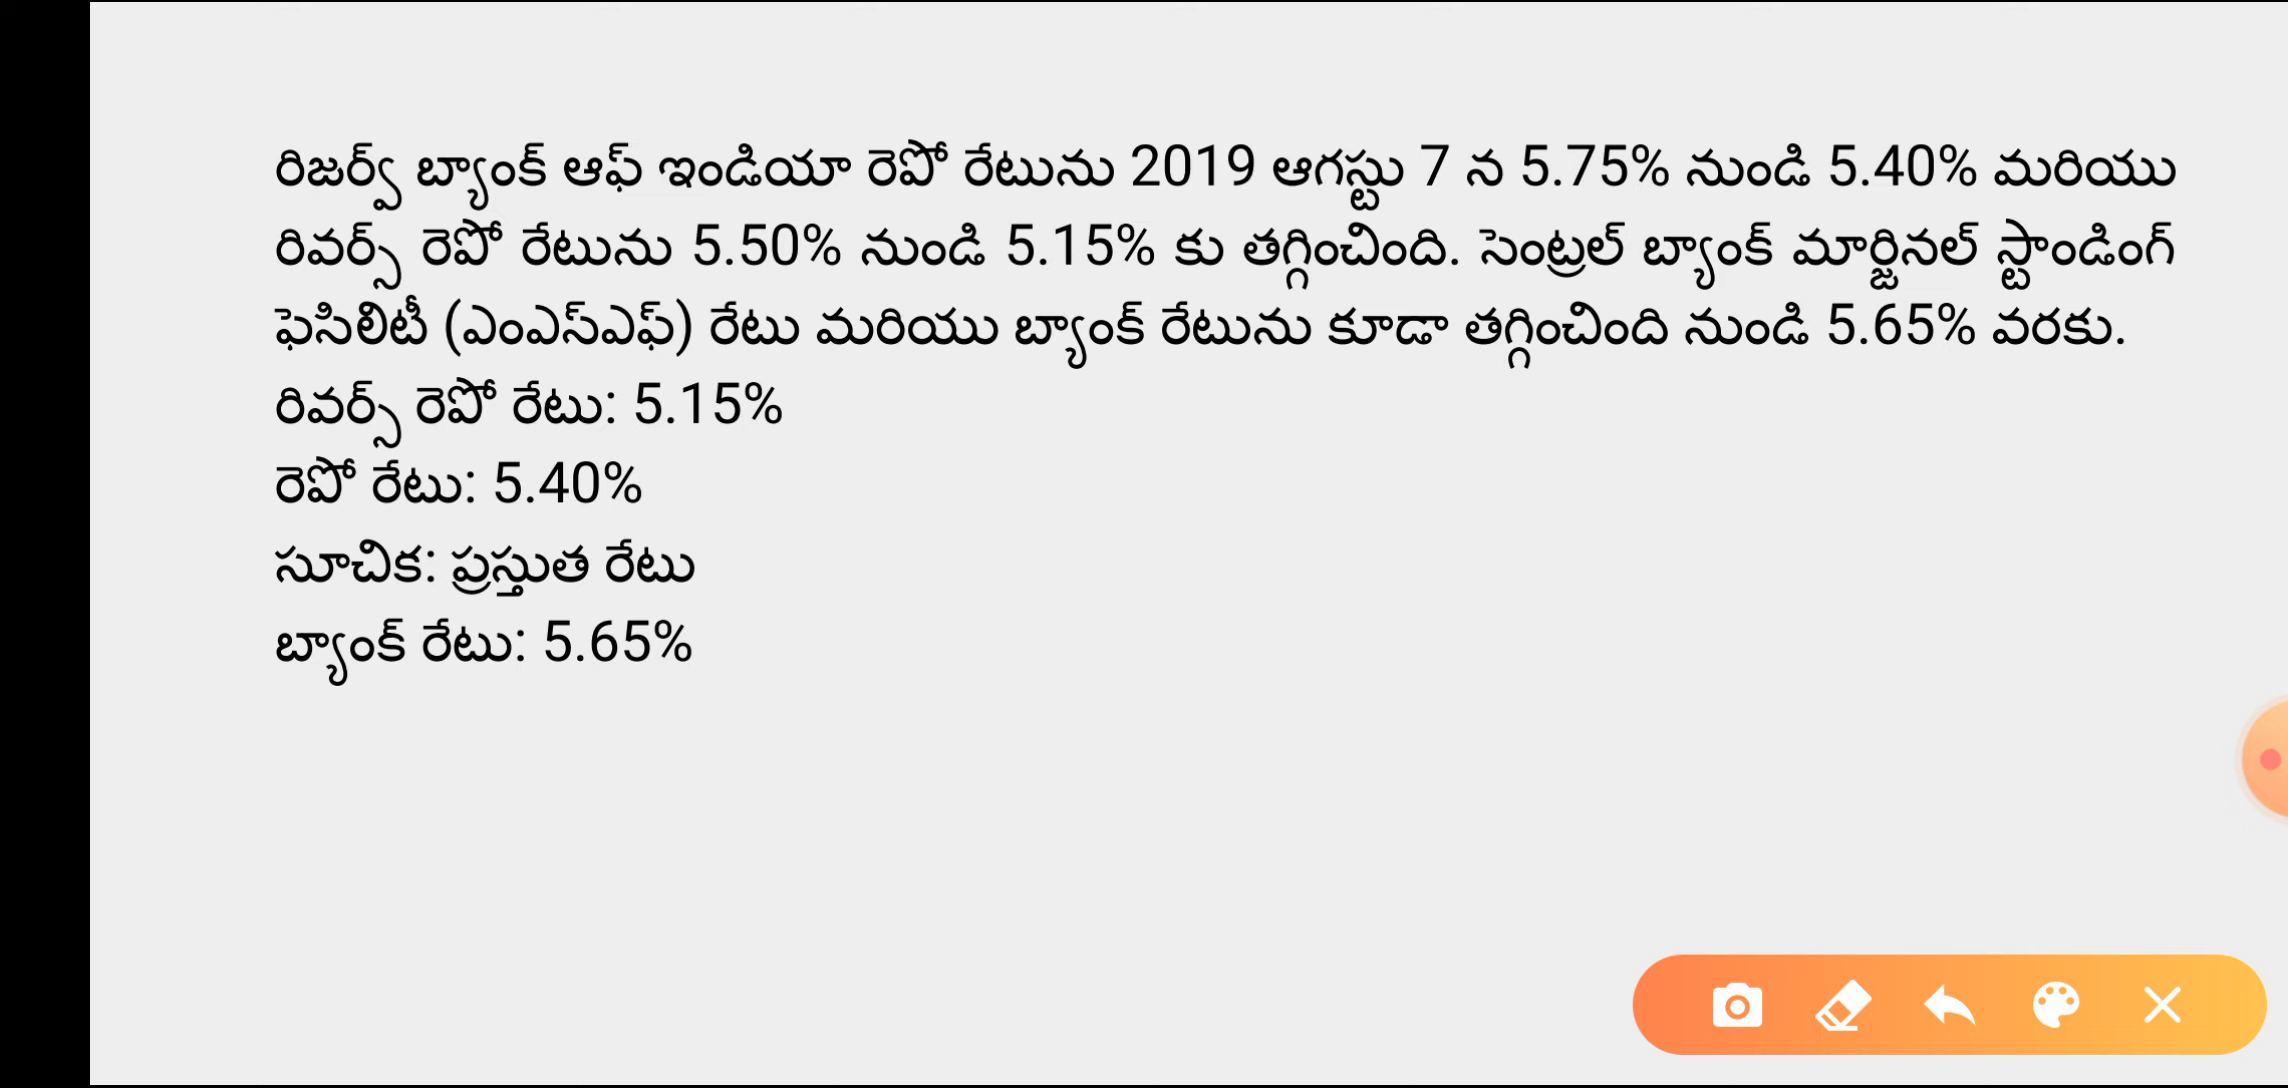 రిజర్వ్ బ్యాంక్ ఆఫ్ ఇండియా రెపో రేటును 2019 ఆగస్టు 7 న 5.75% నుండి 5.40% మరియు
రివర్స్ రెపో రేటును 5.50% నుండి 5.15% కు తగ్గించింది. సెంట్రల్ బ్యాంక్ మార్జినల్ స్టాండింగ్
ఫెసిలిటీ (ఎంఎస్ఎఫ్) రేటు మరియు బ్యాంక్ రేటును కూడా తగ్గించింది నుండి 5.65% వరకు.
రివర్స్ రెపో రేటు: 5.15%
రెపో రేటు: 5.40%
సూచిక: ప్రస్తుత రేటు
బ్యాంక్ రేటు: 5.65%